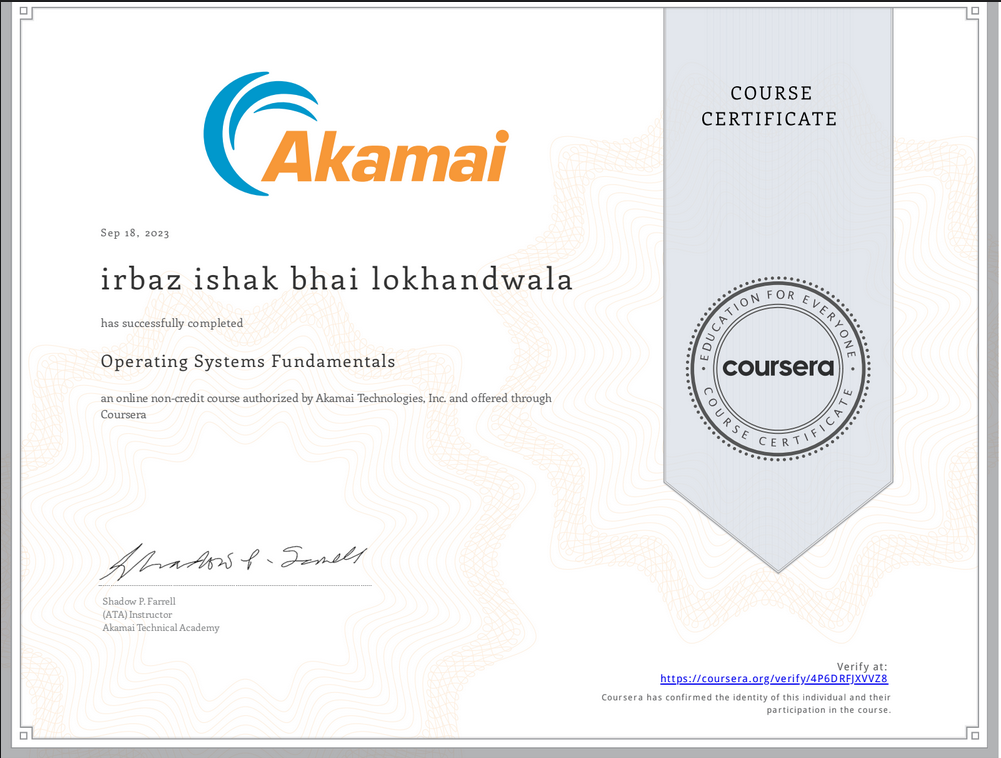 Akamai
COURSE
CERTIFICATE
Sep 18, 2023
irbaz ishak bhai lokhandwala
has successfully completed
Operating Systems Fundamentals
an online non-credit course authorized by Akamai Technologies, Inc. and offered through
Coursera
EDUCATION FOR EVERYONE
coursera
COURSE CERTIFICATE
Shadow P. Farrell
Shadow P. Farrell
(ATA) Instructor
Akamai Technical Academy
Verify at:
https://coursera.org/verify/4P6DRFJXVVZ8
Coursera has confirmed the identity of this individual and their
participation in the course.